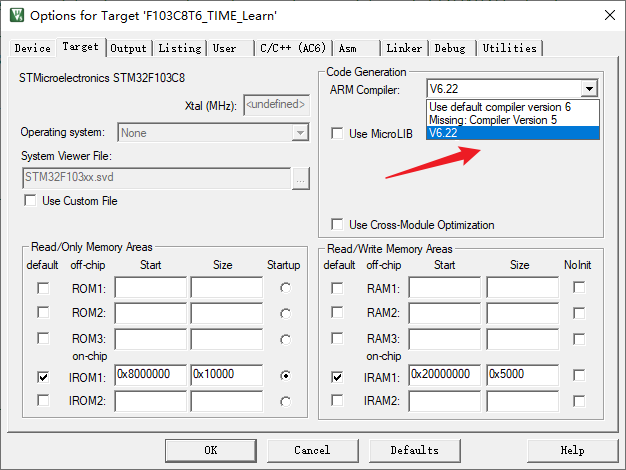 Options for Target 'F103C8T6_TIME_Learn'
Device Target Output Listing User C/C++ (AC6) Asm Linker Debug Utilities
STMicroelectronics STM32F103C8
Xtal (MHz): <undefined>
Operating system: None
System Viewer File:
STM32F103xx.svd ...
Use Custom File
Code Generation
ARM Compiler: V6.22
Use default compiler version 6
Missing: Compiler Version 5
V6.22
Use MicroLIB
Use Cross-Module Optimization
Read/Only Memory Areas
default off-chip Start Size Startup
ROM1:
ROM2:
ROM3:
on-chip
IROM1: 0x8000000 0x10000
IROM2:
Read/Write Memory Areas
default off-chip Start Size NoInit
RAM1:
RAM2:
RAM3:
on-chip
IRAM1: 0x20000000 0x5000
IRAM2:
OK Cancel Defaults Help